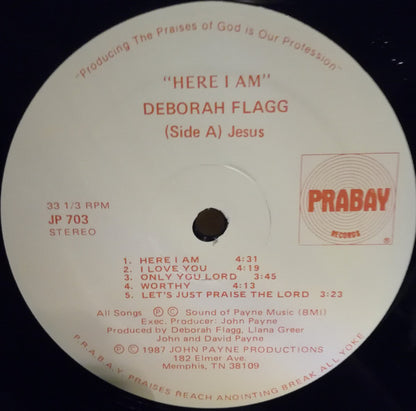 "Producing The Praises of God is Our Profession"
"HERE I AM"
DEBORAH FLAGG
(Side A) Jesus
33 1/3 RPM
JP 703
STEREO
PRABAY
RECORDS
®
1. HERE I AM 4:31
2. I LOVE YOU 4:19
3. ONLY YOU LORD 3:45
4. WORTHY 4:13
5. LET'S JUST PRAISE THE LORD 3:23
All Songs Ⓟ © Sound of Payne Music (BMI)
Exec. Producer: John Payne
Produced by Deborah Flagg, Llana Greer
John and David Payne
Ⓟ © 1987 JOHN PAYNE PRODUCTIONS
182 Elmer Ave.
Memphis, TN 38109
P.R.A.B.A.Y. PRAISES REACH ANOINTING BREAK ALL YOKE